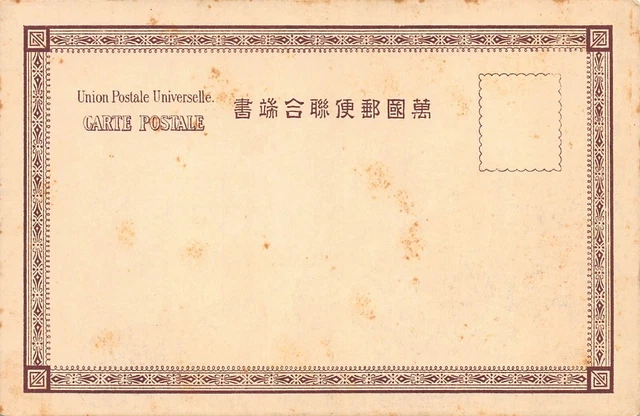 Union Postale Universelle.
CARTE POSTALE
萬國郵便聯合端書